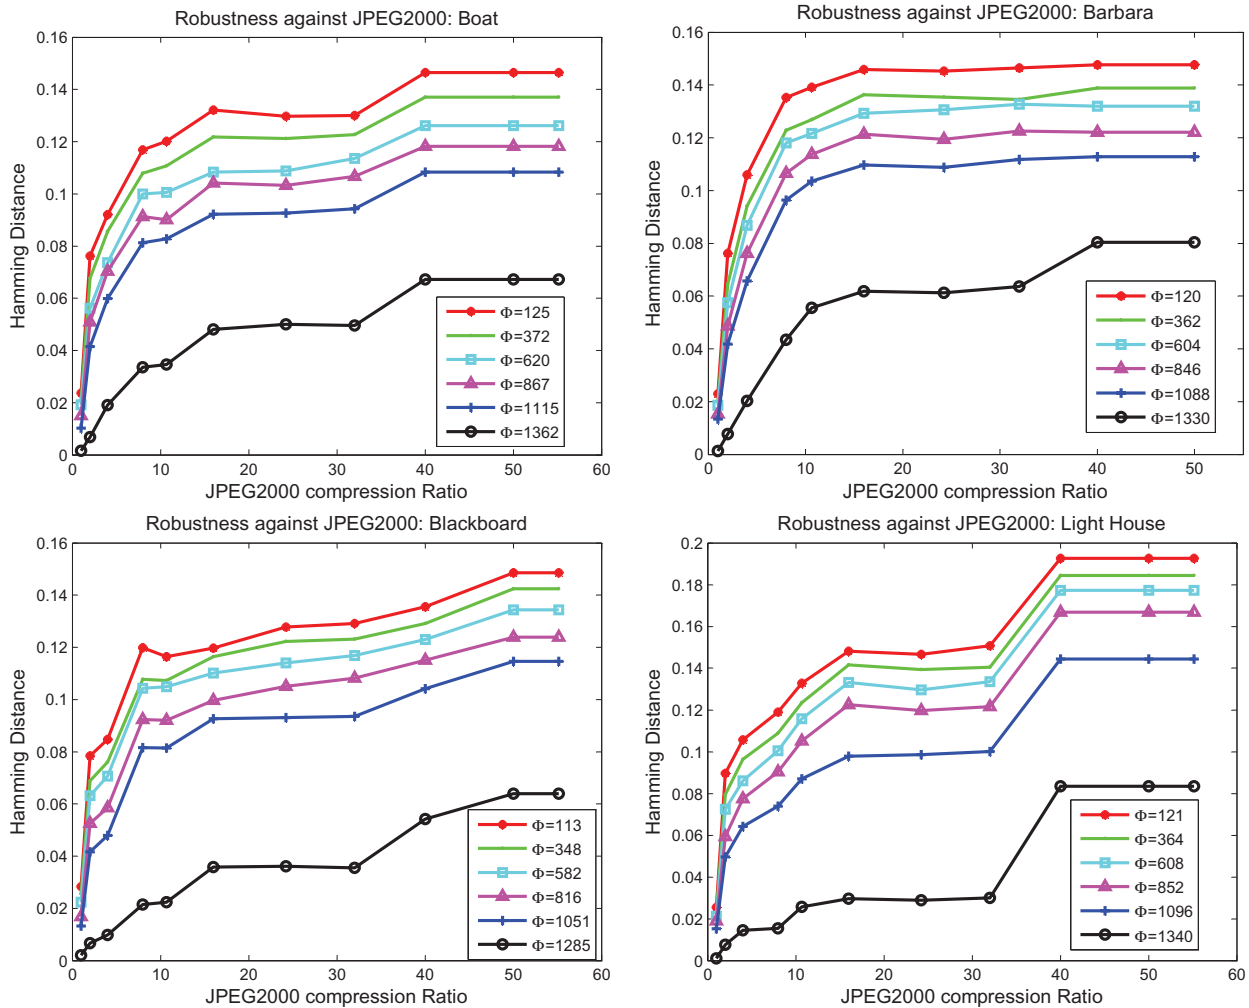 Robustness against JPEG2000: Boat
0.16
0.14
0.12
0.1
0.08
0.06
0.04
0.02
0
Hamming Distance
0 10 20 30 40 50 60
JPEG2000 compression Ratio
Φ=125
Φ=372
Φ=620
Φ=867
Φ=1115
Φ=1362
Robustness against JPEG2000: Barbara
0.16
0.14
0.12
0.1
0.08
0.06
0.04
0.02
0
Hamming Distance
0 10 20 30 40 50
JPEG2000 compression Ratio
Φ=120
Φ=362
Φ=604
Φ=846
Φ=1088
Φ=1330
Robustness against JPEG2000: Blackboard
0.16
0.14
0.12
0.1
0.08
0.06
0.04
0.02
0
Hamming Distance
0 10 20 30 40 50 60
JPEG2000 compression Ratio
Φ=113
Φ=348
Φ=582
Φ=816
Φ=1051
Φ=1285
Robustness against JPEG2000: Light House
0.2
0.18
0.16
0.14
0.12
0.1
0.08
0.06
0.04
0.02
0
Hamming Distance
0 10 20 30 40 50 60
JPEG2000 compression Ratio
Φ=121
Φ=364
Φ=608
Φ=852
Φ=1096
Φ=1340